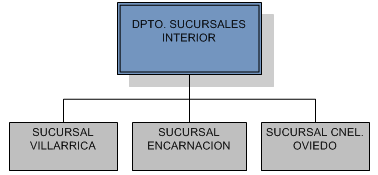 DPTO. SUCURSALES
INTERIOR
SUCURSAL
VILLARRICA
SUCURSAL
ENCARNACION
SUCURSAL CNEL.
OVIEDO